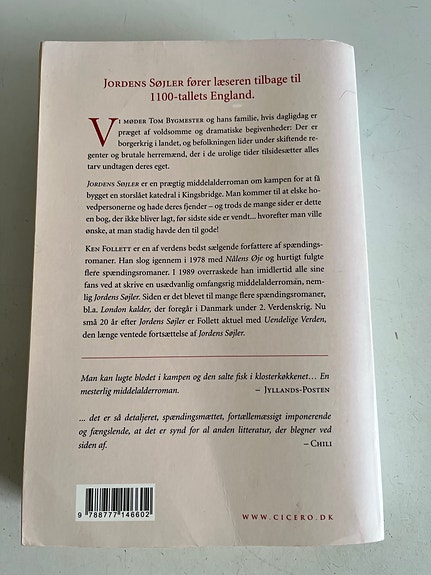 JORDENS SØJLER fører læseren tilbage til
1100-tallets England.
VI MØDER TOM BYGMESTER og hans familie, hvis dagligdag er
præget af voldsomme og dramatiske begivenheder: Der er
borgerkrig i landet, og befolkningen lider under skiftende re-
genter og brutale herremænd, der i de urolige tider tilsidesætter alles
tarv undtagen deres eget.
JORDENS SØJLER er en prægtig middelalderroman om kampen for at få
bygget en storslået katedral i Kingsbridge. Man kommer til at elske ho-
vedpersonerne og hade deres fjender – og trods de mange sider er dette
en bog, der ikke bliver lagt, før sidste side er vendt... hvorefter man ville
ønske, at man stadig havde den til gode!
KEN FOLLETT er en af verdens bedst sælgende forfattere af spændings-
romaner. Han slog igennem i 1978 med Nålens Øje og hurtigt fulgte
flere spændingsromaner. I 1989 overraskede han imidlertid alle sine
fans ved at skrive en usædvanlig omfangsrig middelalderroman, nem-
lig Jordens Søjler. Siden er det blevet til mange flere spændingsromaner,
bl.a. London kalder, der foregår i Danmark under 2. Verdenskrig. Nu
små 20 år efter Jordens Søjler er Follett aktuel med Uendelige Verden,
den længe ventede fortsættelse af Jordens Søjler.
Man kan lugte blodet i kampen og den salte fisk i klosterkøkkenet... En
mesterlig middelalderroman. – JYLLANDS-POSTEN
... det er så detaljeret, spændingsmættet, fortællemæssigt imponerende
og fængslende, at det er synd for al anden litteratur, der blegner ved
siden af. – CHILI
9 788777 146602
WWW.CICERO.DK